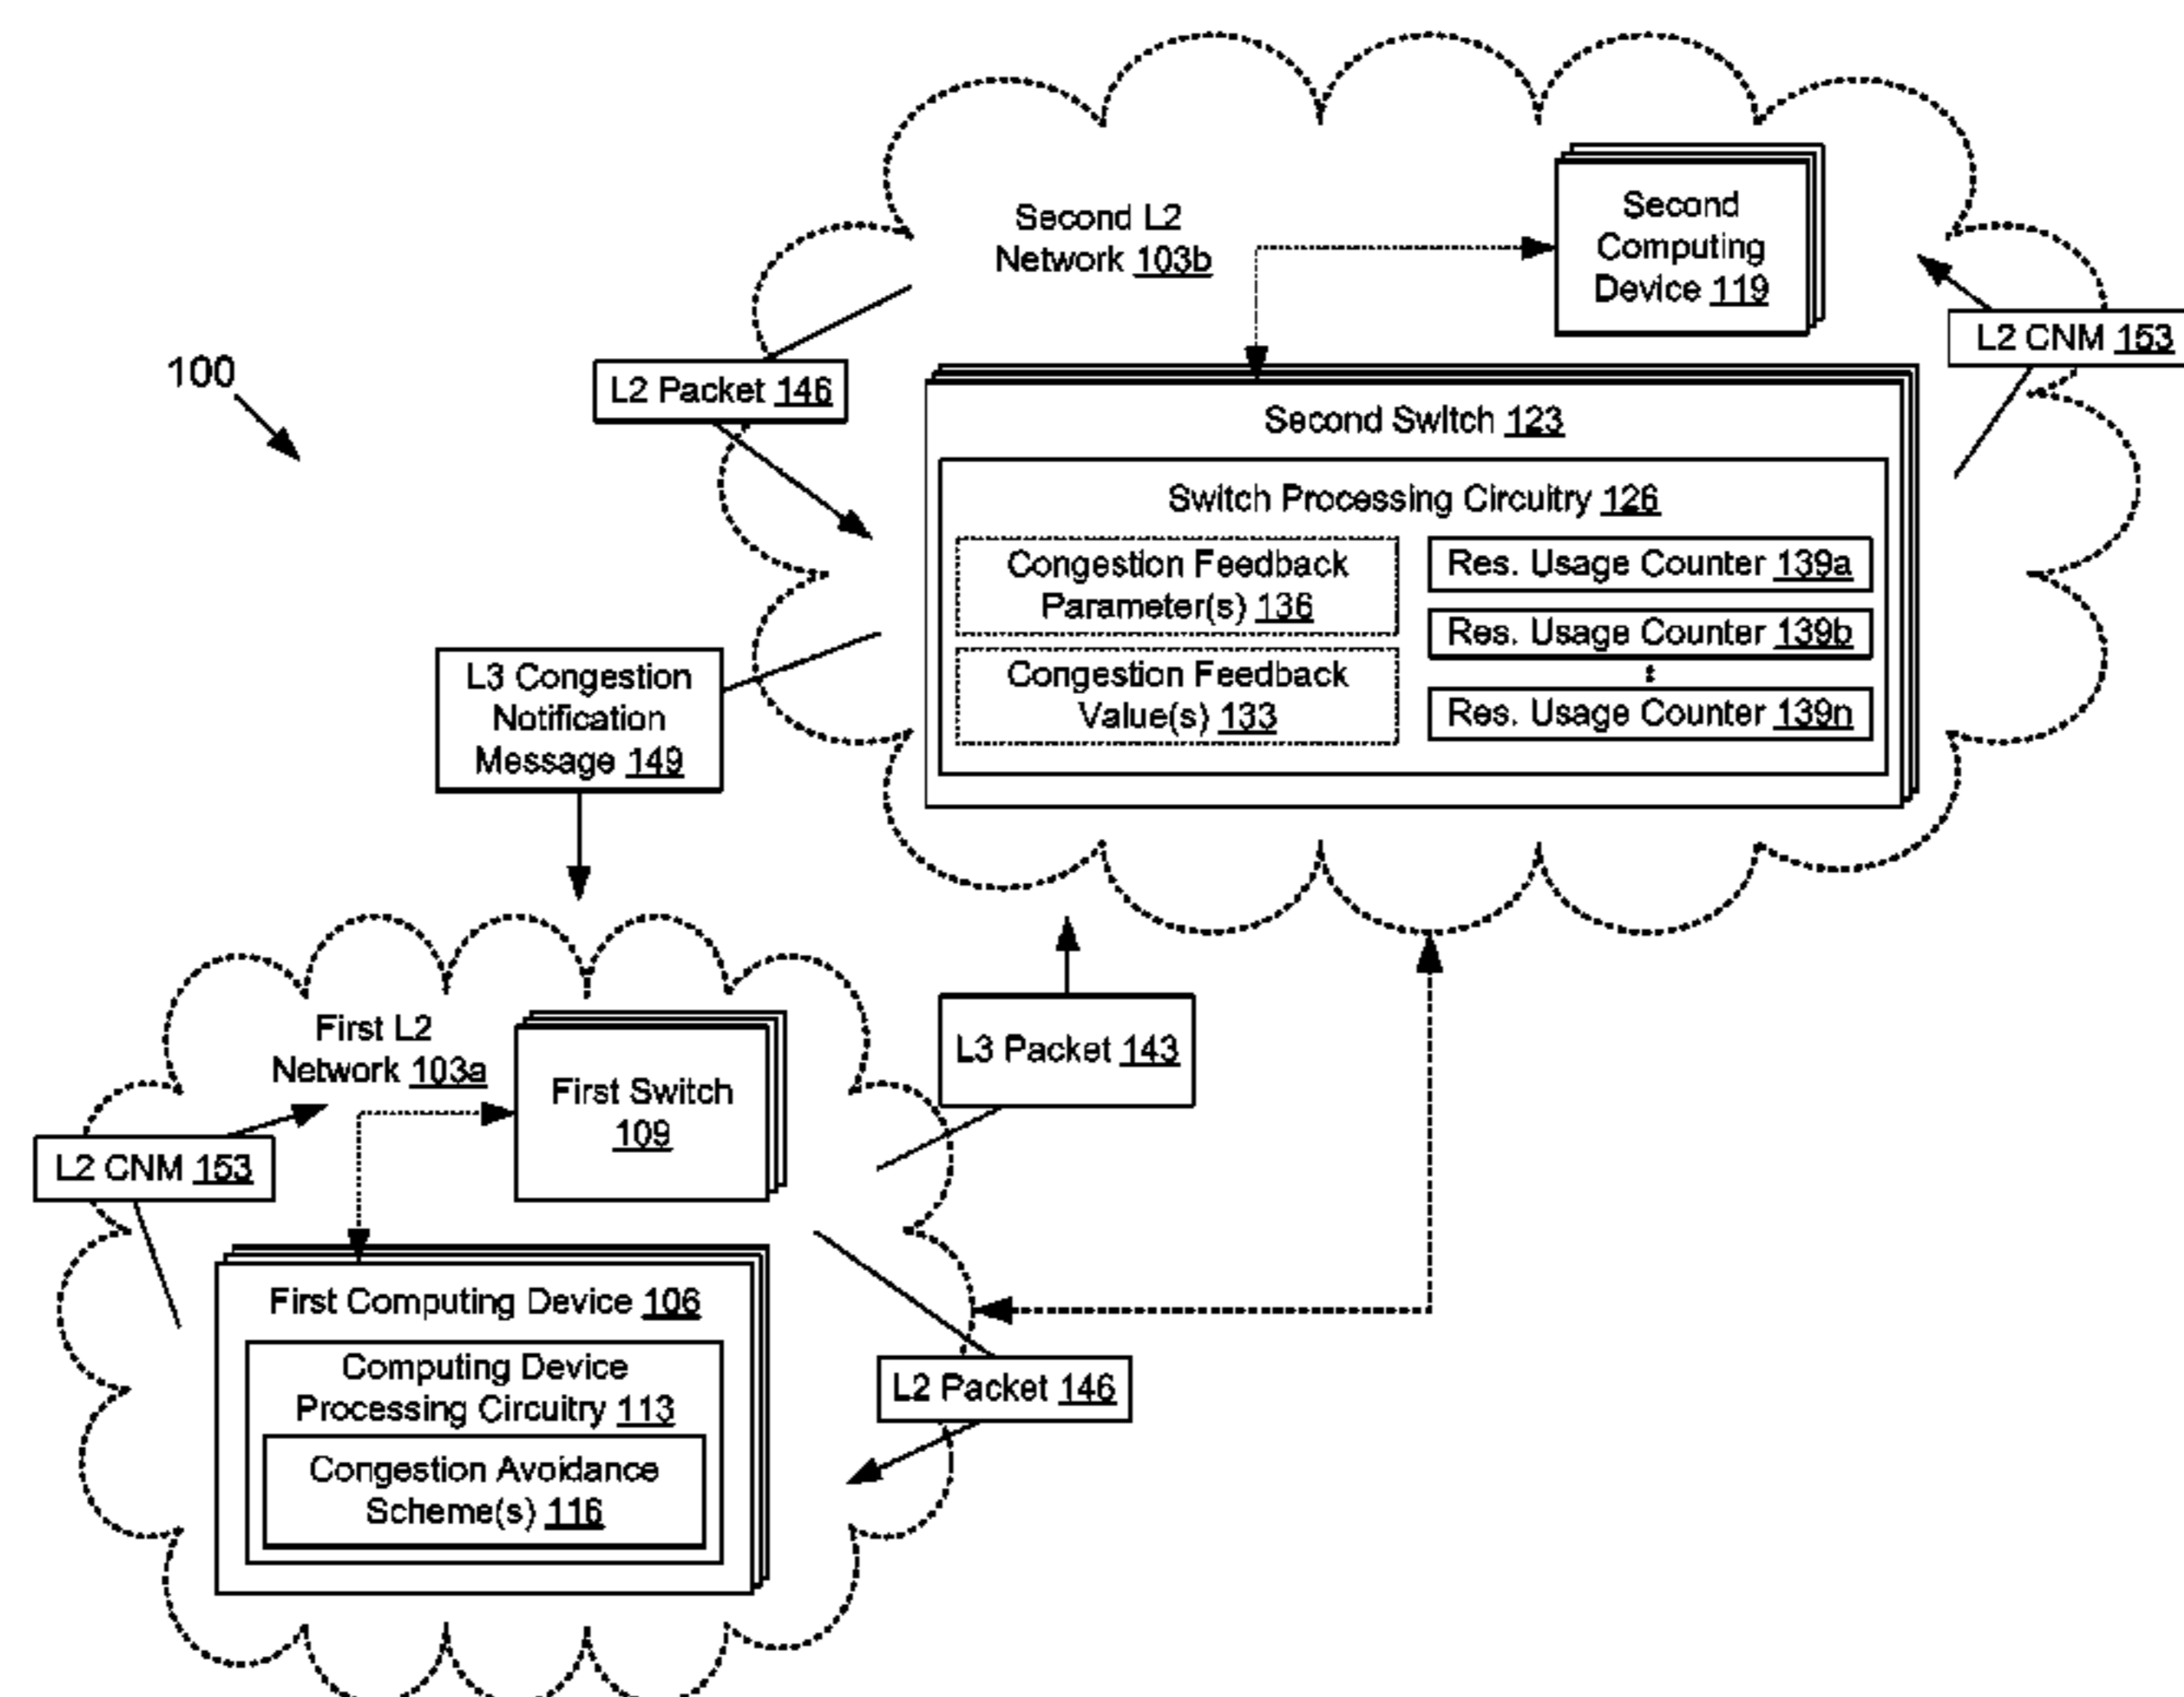 100
Second L2
Network 103b
Second
Computing
Device 119
L2 CNM 153
L2 Packet 146
Second Switch 123
Switch Processing Circuitry 126
Congestion Feedback
Parameter(s) 136
Congestion Feedback
Value(s) 133
Res. Usage Counter 139a
Res. Usage Counter 139b
Res. Usage Counter 139n
L3 Congestion
Notification
Message 149
First L2
Network 103a
First Switch
109
L3 Packet 143
L2 CNM 153
First Computing Device 106
Computing Device
Processing Circuitry 113
Congestion Avoidance
Scheme(s) 116
L2 Packet 146